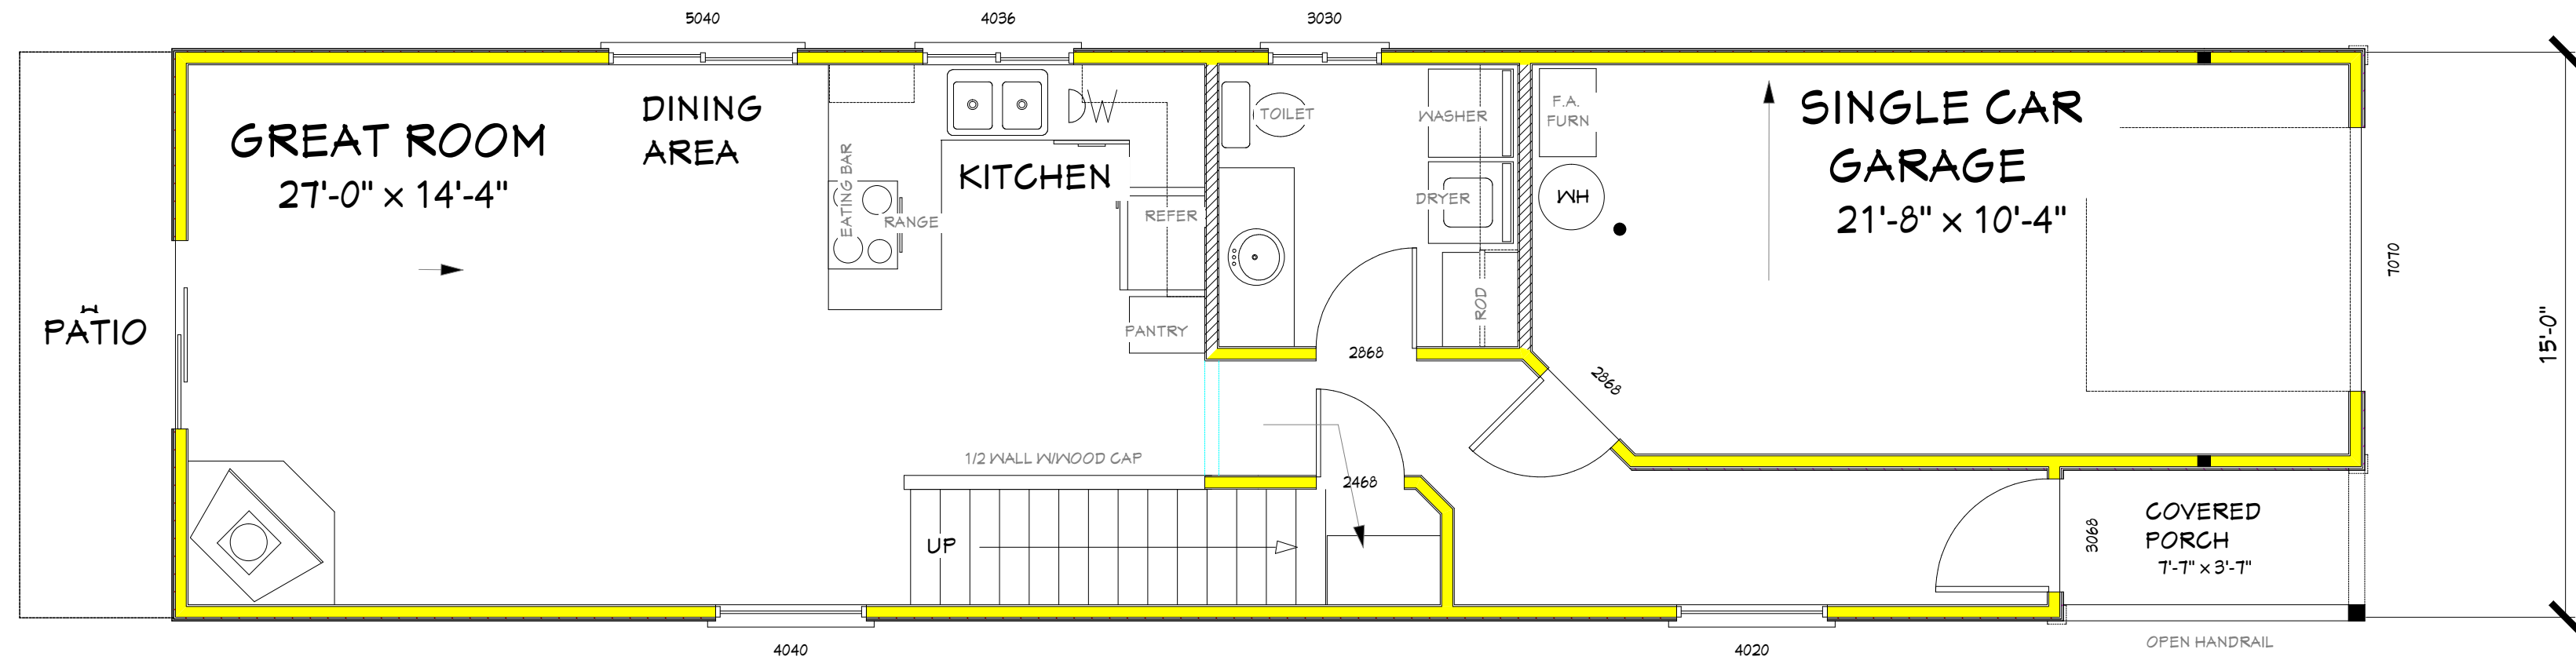 5040
4036
3030
GREAT ROOM
27'-0" x 14'-4"
DINING
AREA
EATING BAR
RANGE
DW
KITCHEN
REFER
PANTRY
TOILET
WASHER
DRYER
ROD
2868
F.A.
FURN
WH
SINGLE CAR
GARAGE
21'-8" x 10'-4"
7070
15'-0"
PATIO
2868
1/2 WALL W/WOOD CAP
2468
UP
3068
COVERED
PORCH
7'-7" x 3'-7"
OPEN HANDRAIL
4040
4020